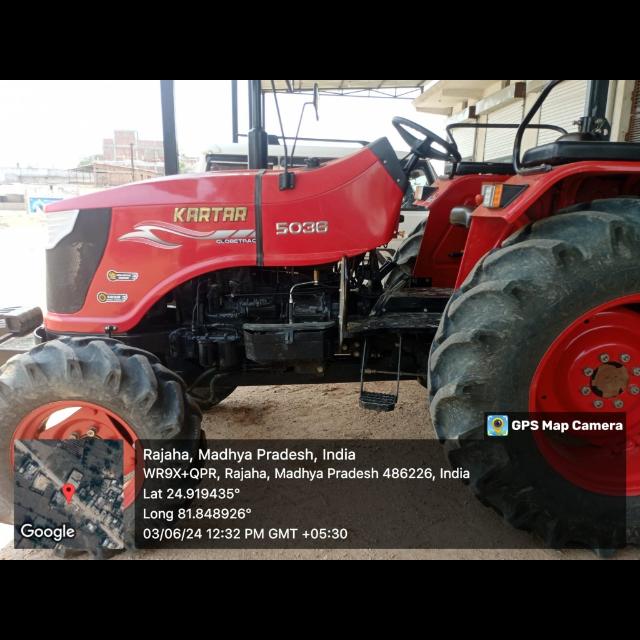 KARTAR
5036
GLOBETRAC
GPS Map Camera
Rajaha, Madhya Pradesh, India
WR9X+QPR, Rajaha, Madhya Pradesh 486226, India
Lat 24.919435°
Long 81.848926°
03/06/24 12:32 PM GMT +05:30
Google